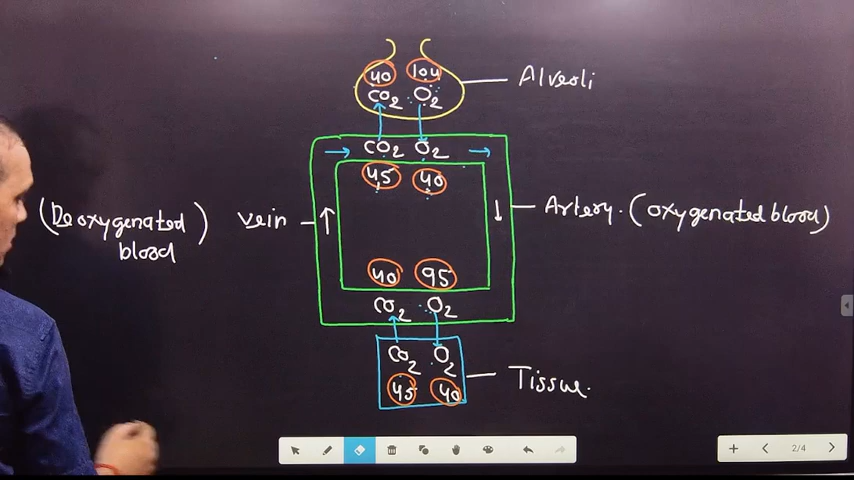 40 104
CO2 O2
Alveoli
CO2 O2
45 40
(Deoxygenated blood)
vein
Artery. (oxygenated blood)
40 95
CO2 O2
CO2 O2
45 40
Tissue.
2/4